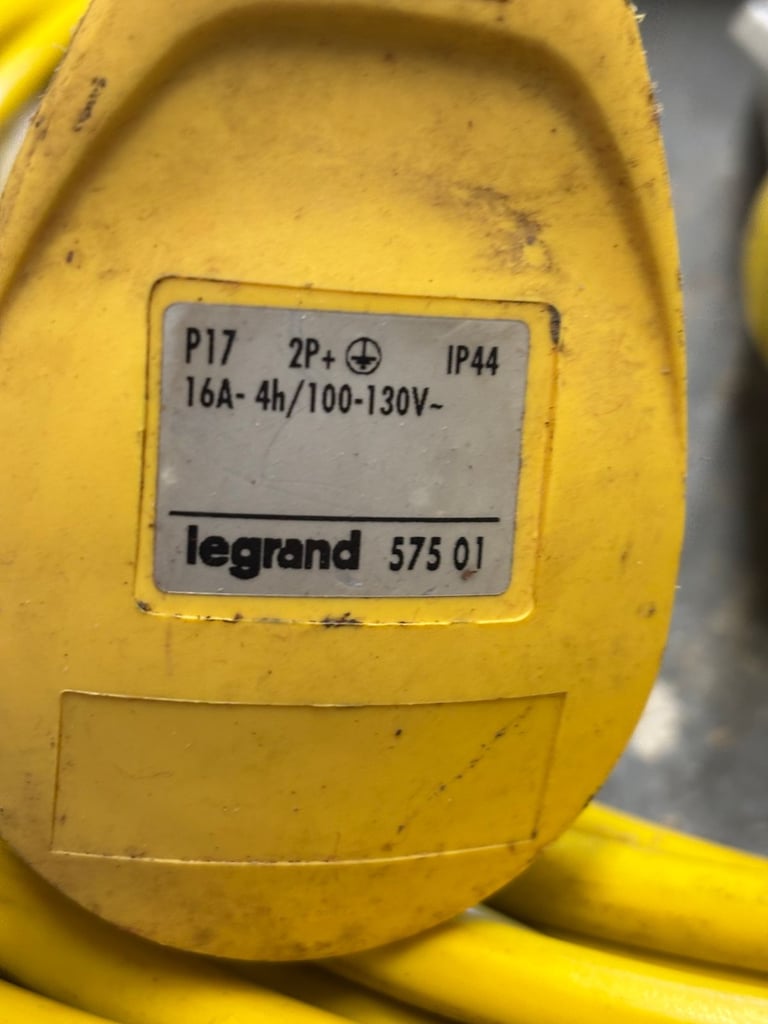 P17 2P+⏚ IP44
16A- 4h/100-130V~
legrand 575 01